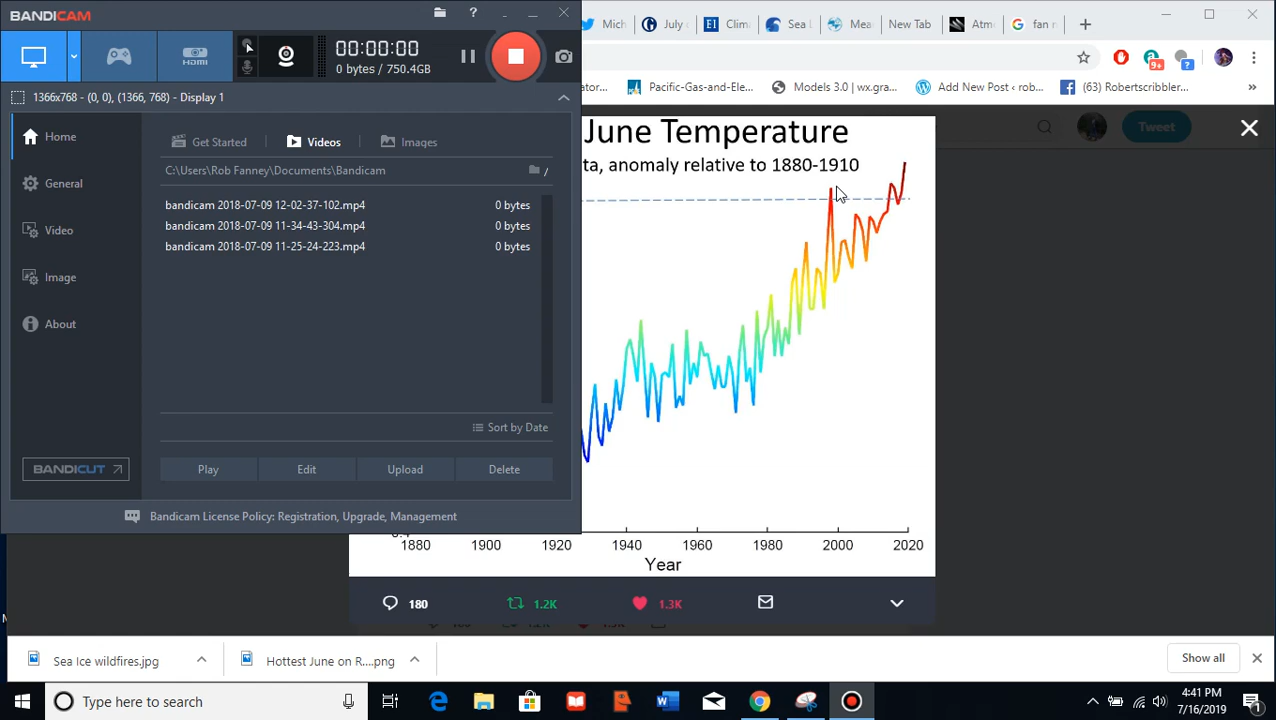 BANDICAM
?
HDMI
00:00:00
0 bytes / 750.4GB
1366x768 - (0, 0), (1366, 768) - Display 1
Home
General
Video
Image
About
BANDICUT
Get Started
Videos
Images
C:\Users\Rob Fanney\Documents\Bandicam
/
bandicam 2018-07-09 12-02-37-102.mp4 0 bytes
bandicam 2018-07-09 11-34-43-304.mp4 0 bytes
bandicam 2018-07-09 11-25-24-223.mp4 0 bytes
Sort by Date
Play Edit Upload Delete
Bandicam License Policy: Registration, Upgrade, Management
Mich July EI Clima Sea Mea New Tab Atm G fan r
9+ ?
ator Pacific-Gas-and-Ele... Models 3.0 | wx.gra... Add New Post ‹ rob... (63) Robertscribbler... »
Tweet
June Temperature
ta, anomaly relative to 1880-1910
1880 1900 1920 1940 1960 1980 2000 2020
Year
180 1.2K 1.3K
Sea Ice wildfires.jpg
Hottest June on R....png
Show all
Type here to search
4:41 PM
7/16/2019
1